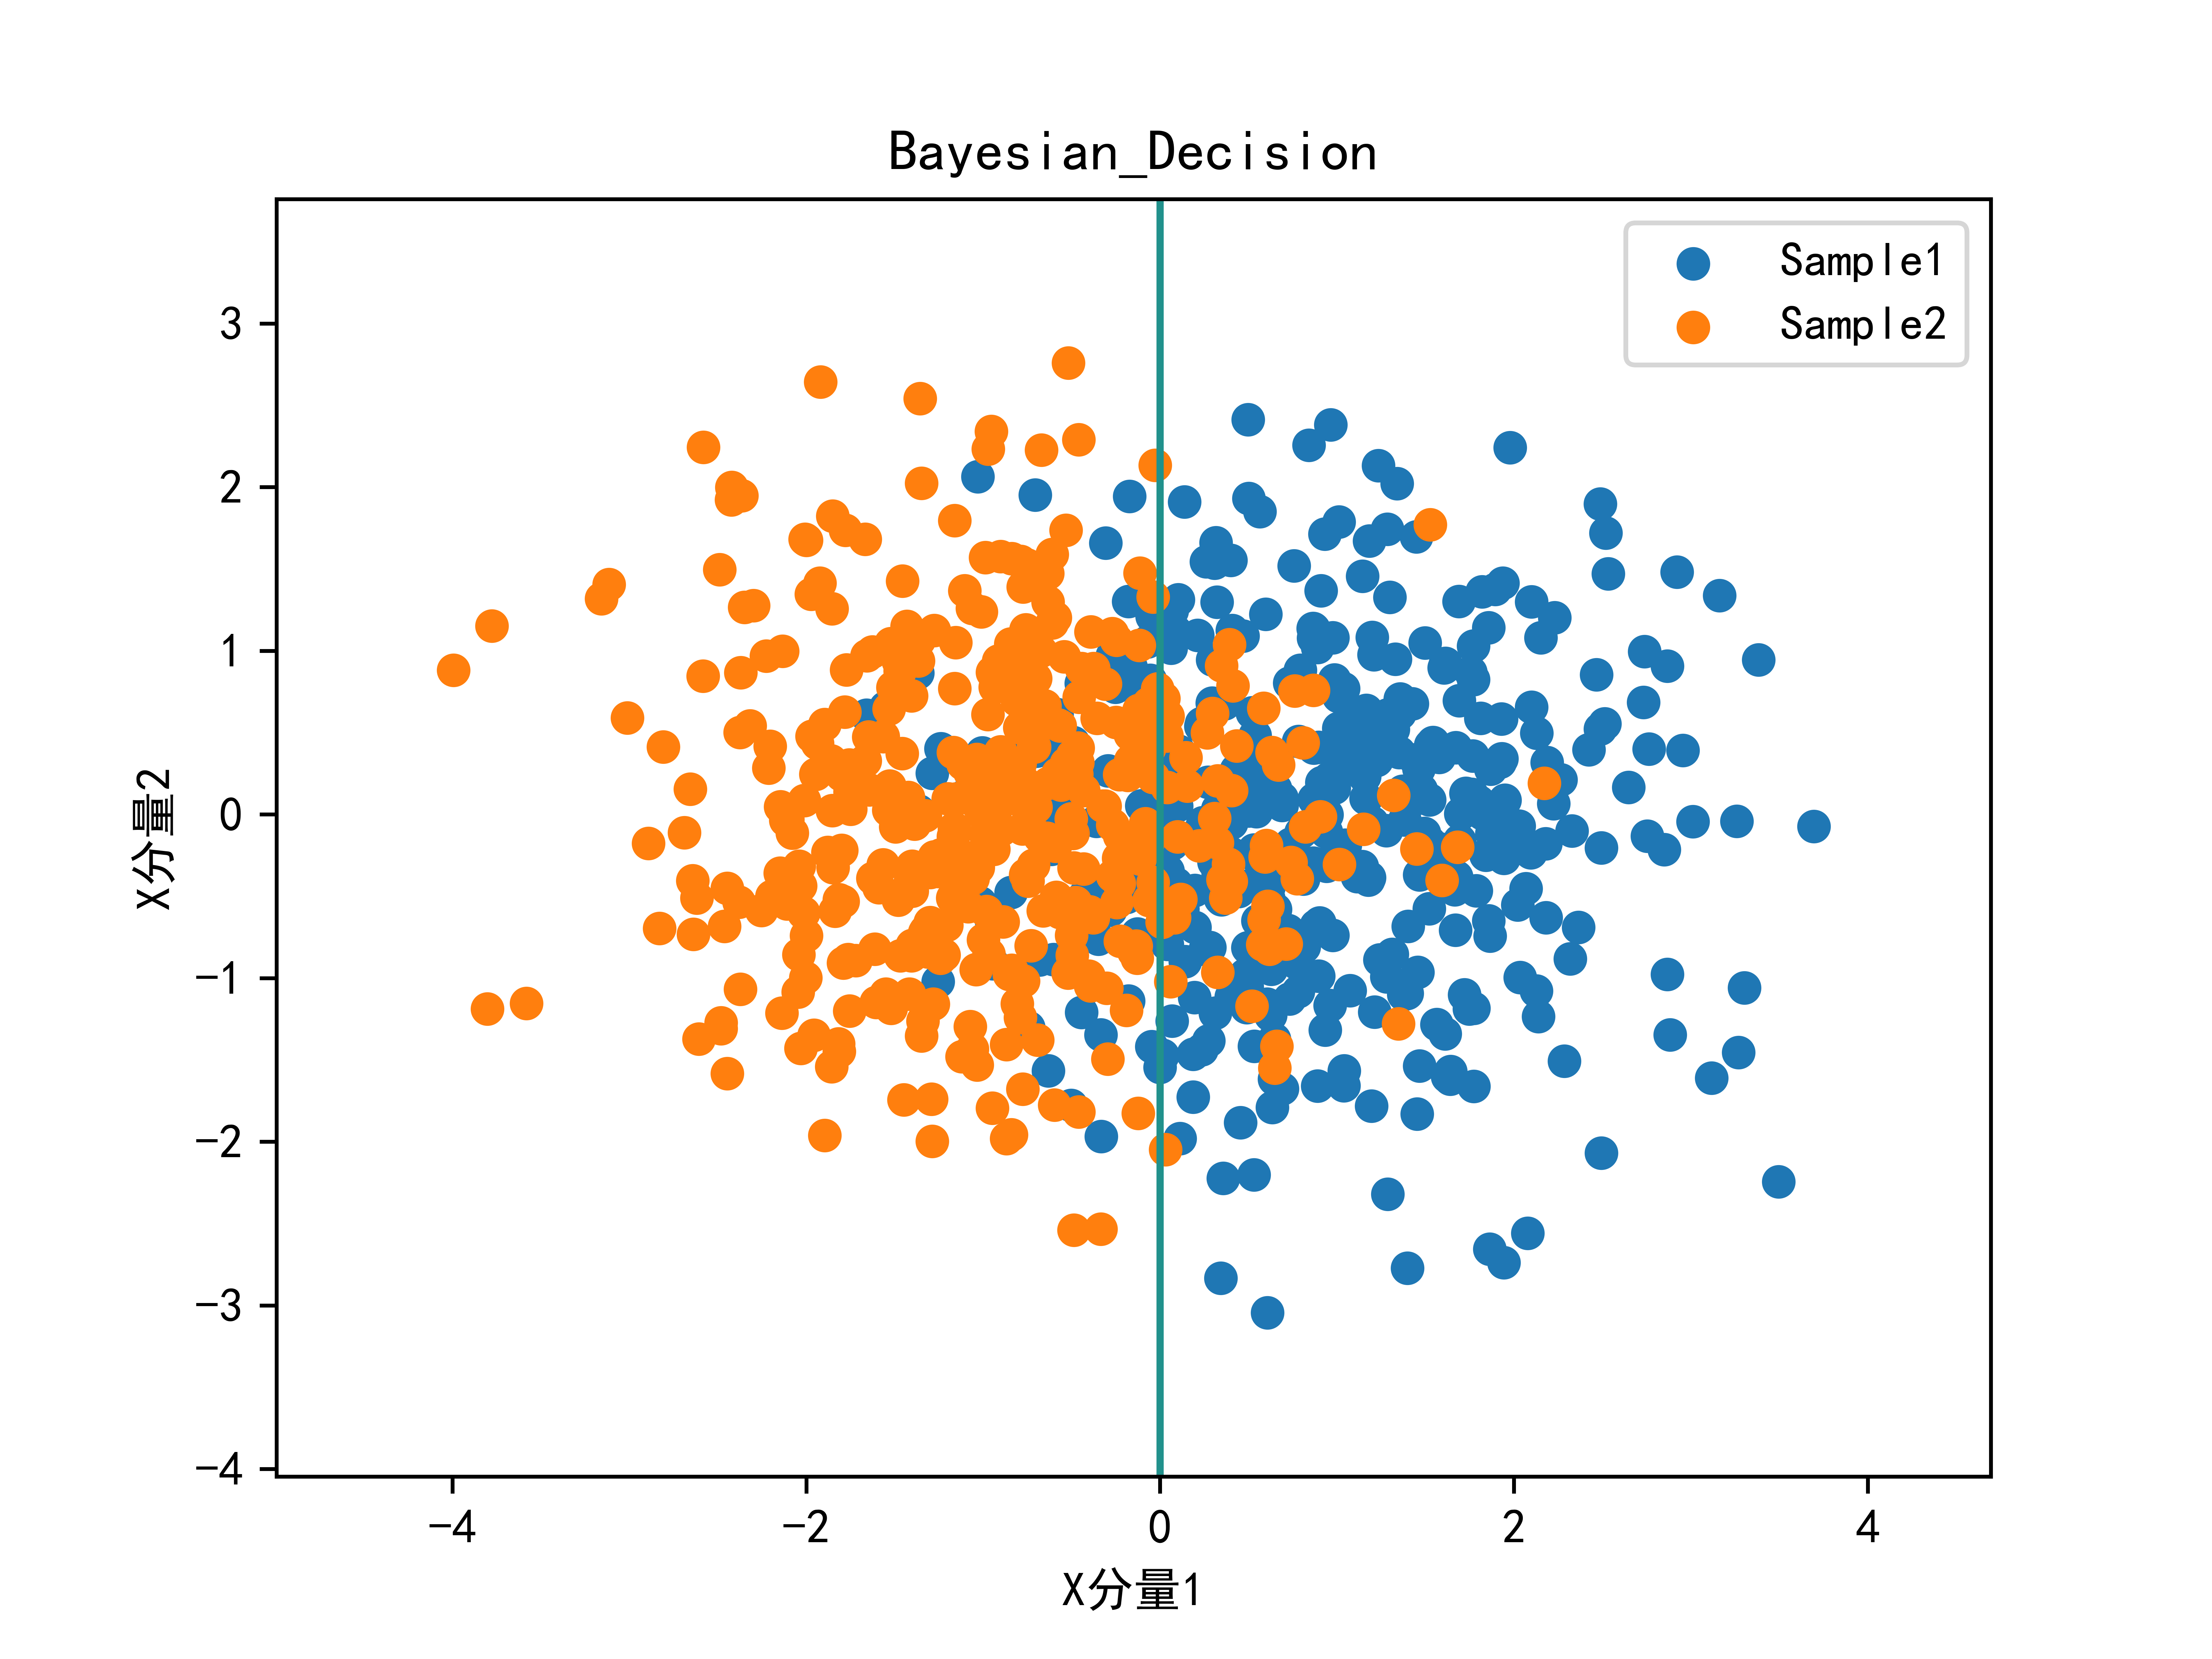 Bayesian_Decision
Sample1
Sample2
3
2
1
0
−1
−2
−3
−4
X分量2
−4
−2
0
2
4
X分量1